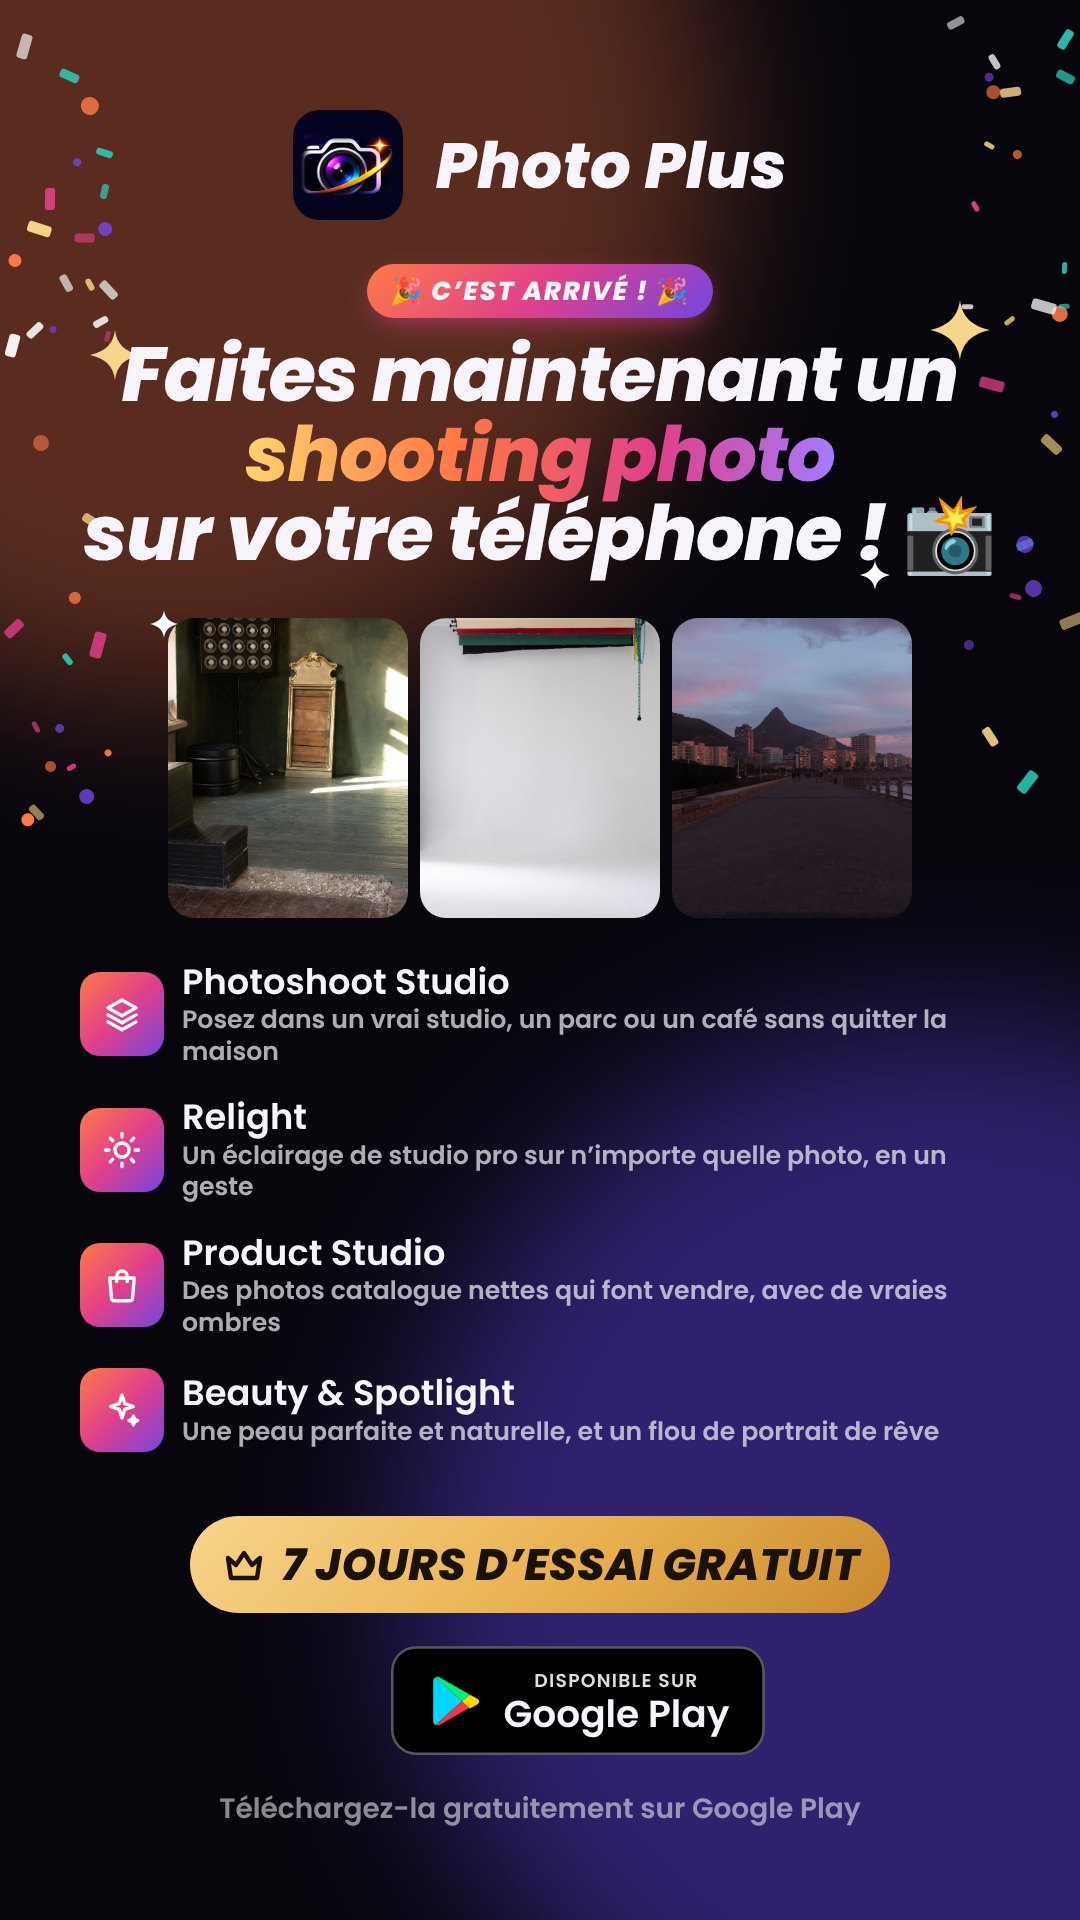 Photo Plus
🎉 C’EST ARRIVÉ ! 🎉
Faites maintenant un
shooting photo
sur votre téléphone ! 📸
Photoshoot Studio
Posez dans un vrai studio, un parc ou un café sans quitter la
maison
Relight
Un éclairage de studio pro sur n’importe quelle photo, en un
geste
Product Studio
Des photos catalogue nettes qui font vendre, avec de vraies
ombres
Beauty & Spotlight
Une peau parfaite et naturelle, et un flou de portrait de rêve
7 JOURS D’ESSAI GRATUIT
DISPONIBLE SUR
Google Play
Téléchargez-la gratuitement sur Google Play